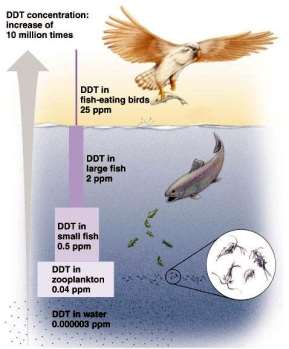 DDT concentration:
increase of
10 million times
DDT in
fish-eating birds
25 ppm
DDT in
large fish
2 ppm
DDT in
small fish
0.5 ppm
DDT in
zooplankton
0.04 ppm
DDT in water
0.000003 ppm